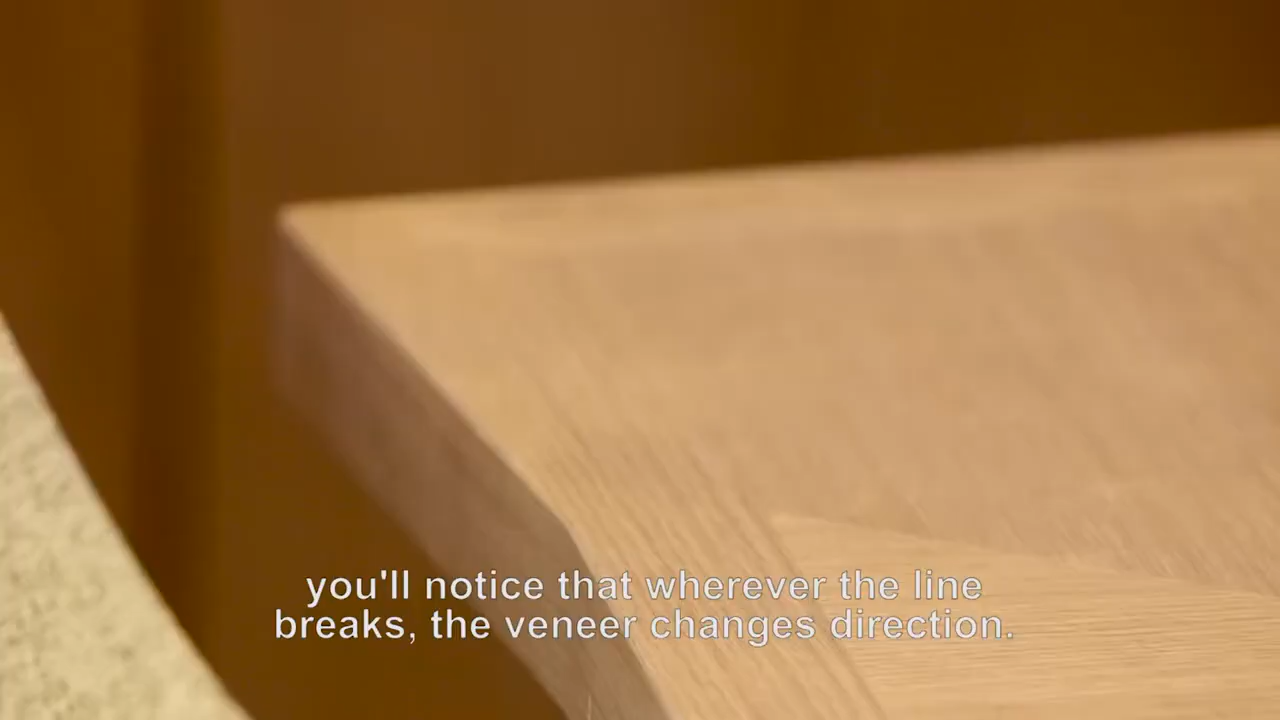 you'll notice that wherever the line
breaks, the veneer changes direction.